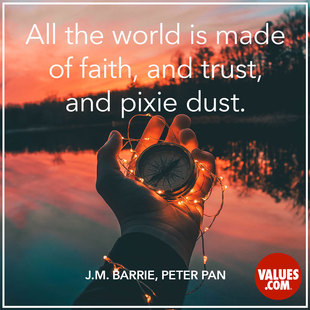 All the world is made
of faith, and trust,
and pixie dust.
J.M. BARRIE, PETER PAN
VALUES
.COM®